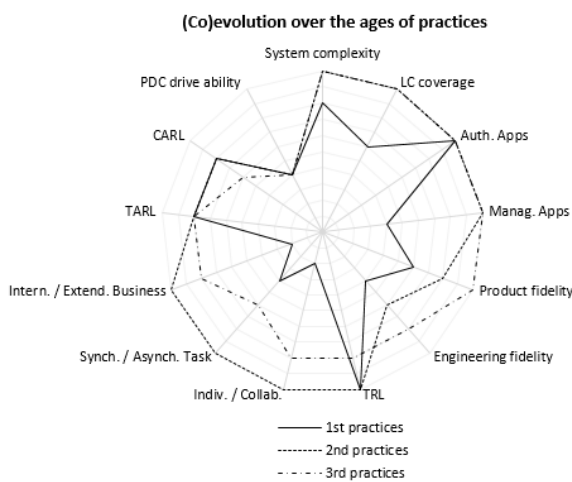 (Co)evolution over the ages of practices
System complexity
PDC drive ability
LC coverage
CARL
Auth. Apps
TARL
Manag. Apps
Intern. / Extend. Business
Product fidelity
Synch. / Asynch. Task
Engineering fidelity
Indiv. / Collab.
TRL
1st practices
2nd practices
3rd practices